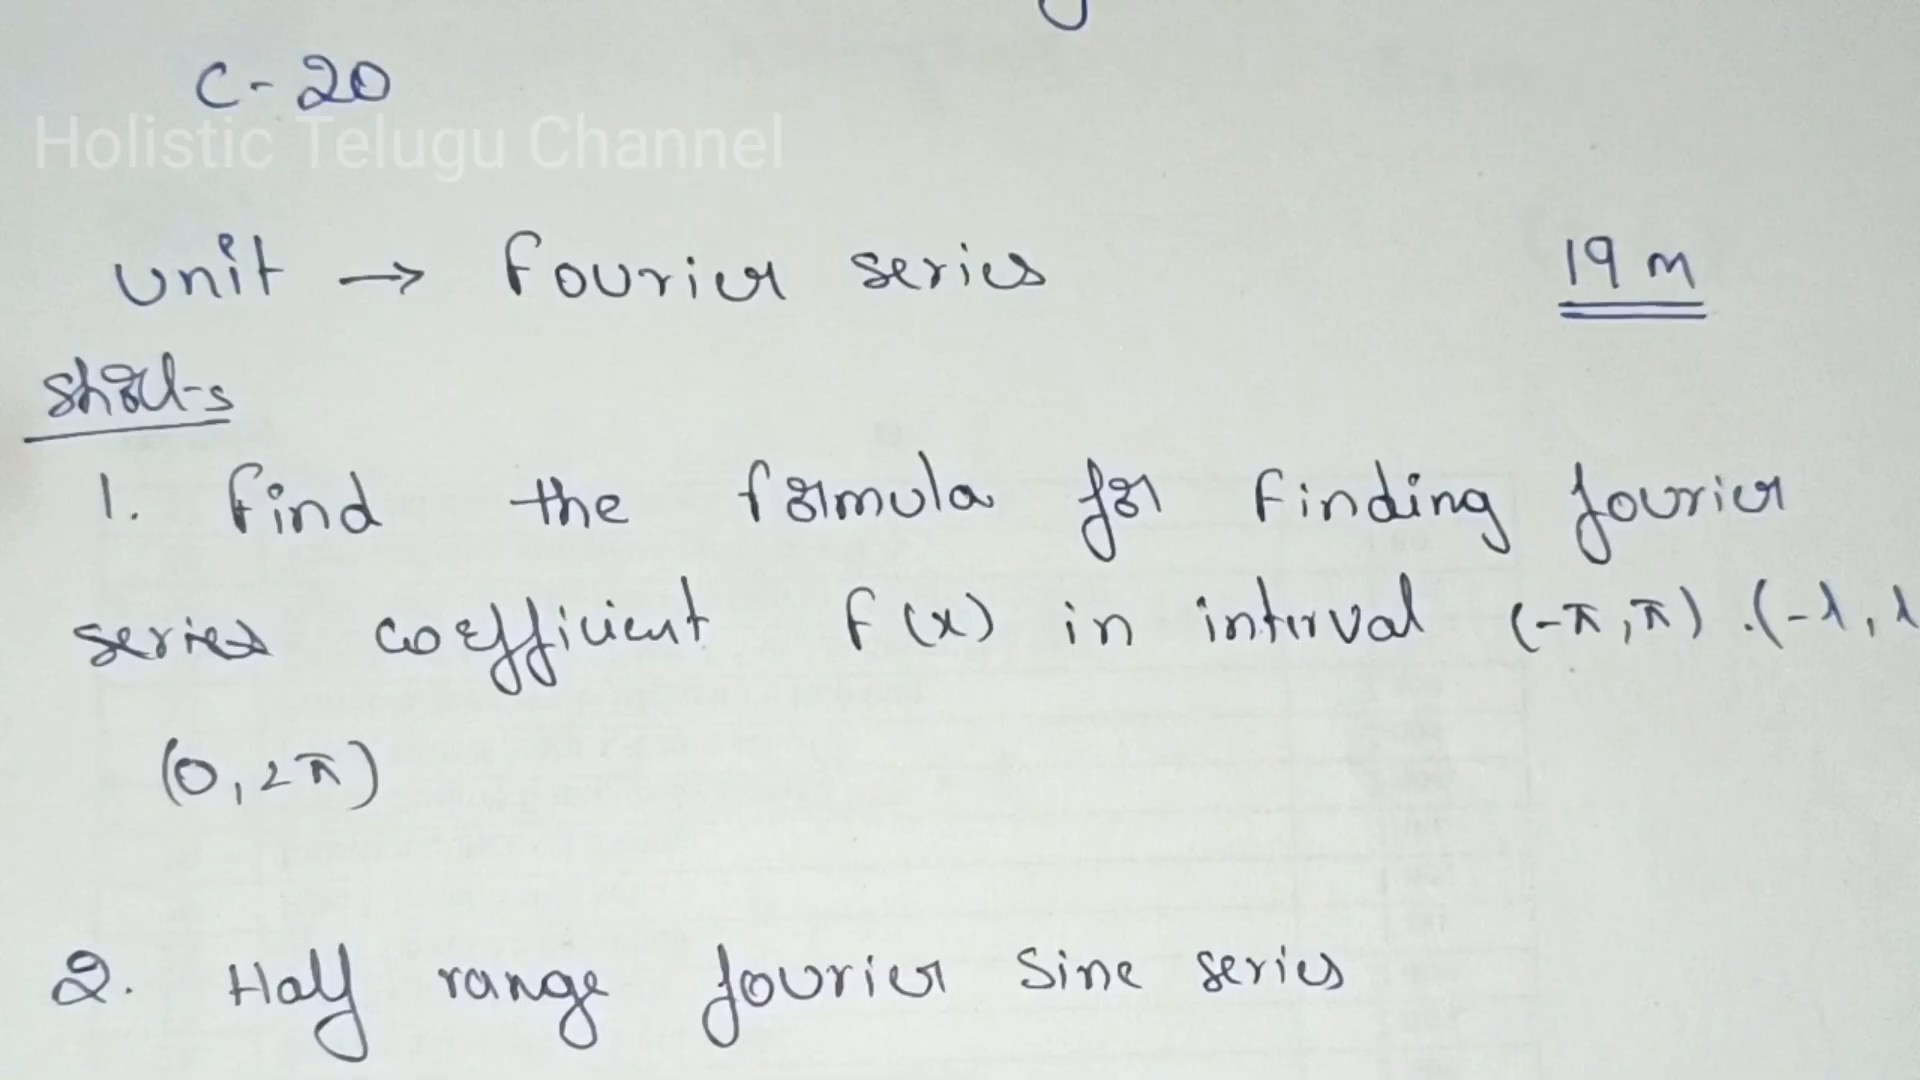 C-20
Holistic Telugu Channel
unit → fourier series
19 m
Shorts
1. find the formula for finding fourier
series coefficient f(x) in interval (-π,π) .(-λ, λ
(0,2π)
2. Half range fourier Sine series